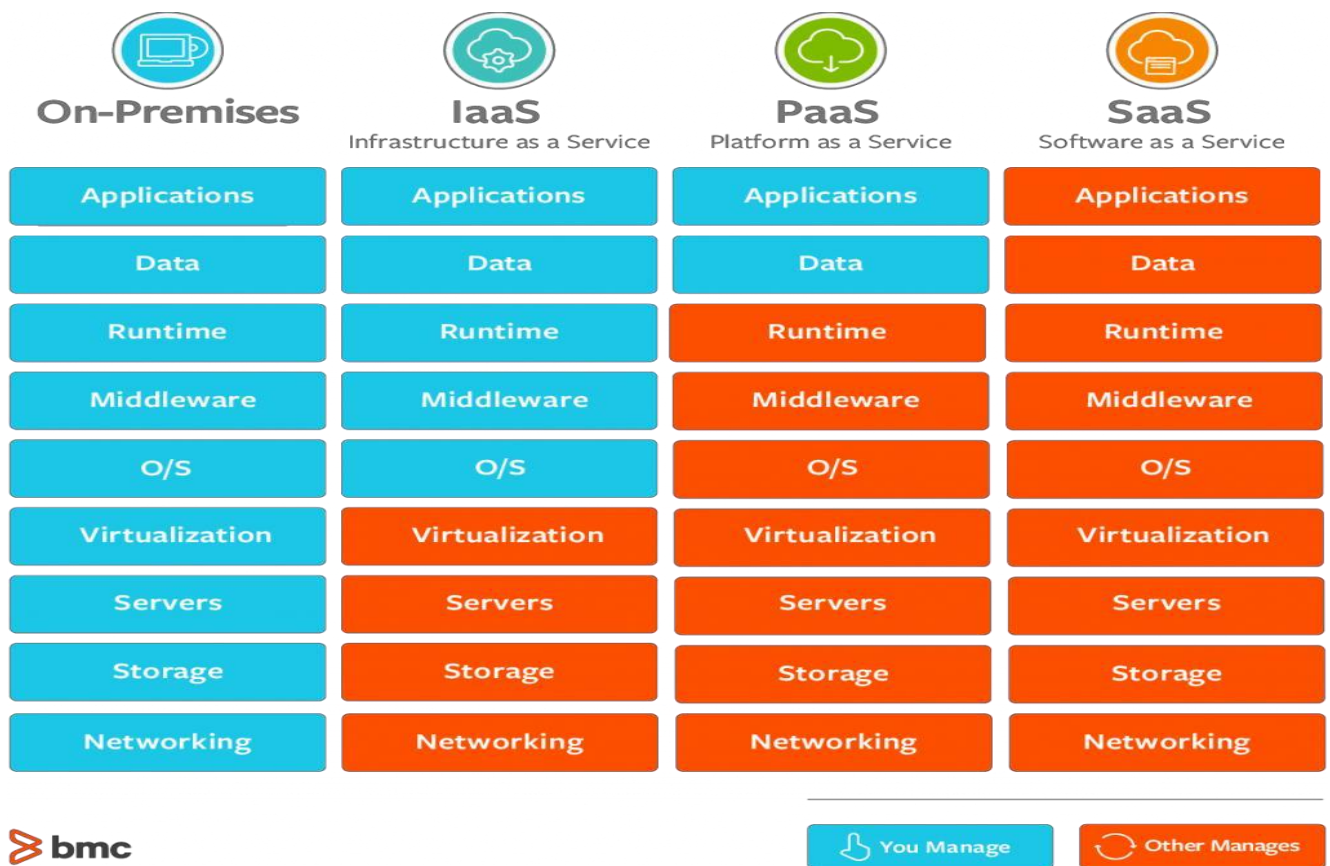 On-Premises
IaaS
Infrastructure as a Service
PaaS
Platform as a Service
SaaS
Software as a Service
Applications Applications Applications Applications
Data Data Data Data
Runtime Runtime Runtime Runtime
Middleware Middleware Middleware Middleware
O/S O/S O/S O/S
Virtualization Virtualization Virtualization Virtualization
Servers Servers Servers Servers
Storage Storage Storage Storage
Networking Networking Networking Networking
bmc
You Manage
Other Manages